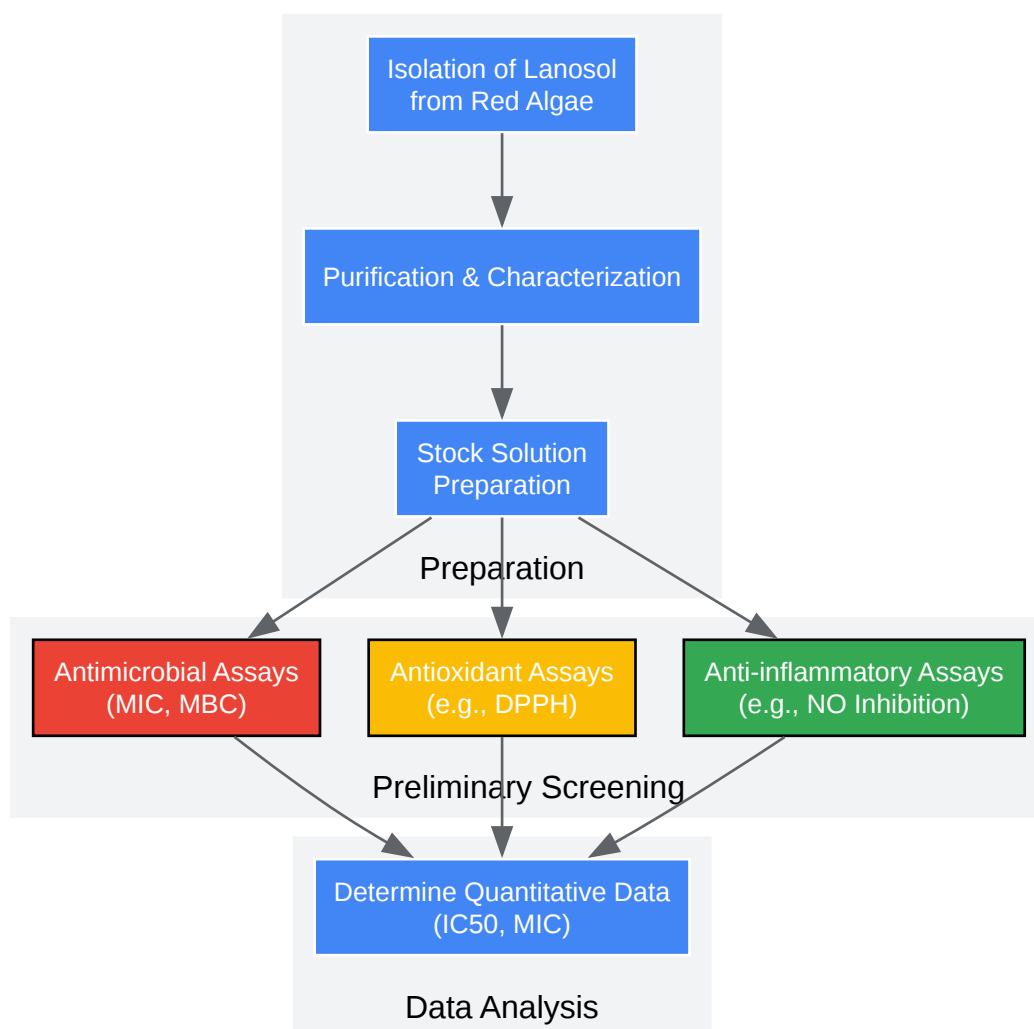 Isolation of Lanosol
from Red Algae
Purification & Characterization
Stock Solution
Preparation
Preparation
Antimicrobial Assays
(MIC, MBC)
Antioxidant Assays
(e.g., DPPH)
Anti-inflammatory Assays
(e.g., NO Inhibition)
Preliminary Screening
Determine Quantitative Data
(IC50, MIC)
Data Analysis